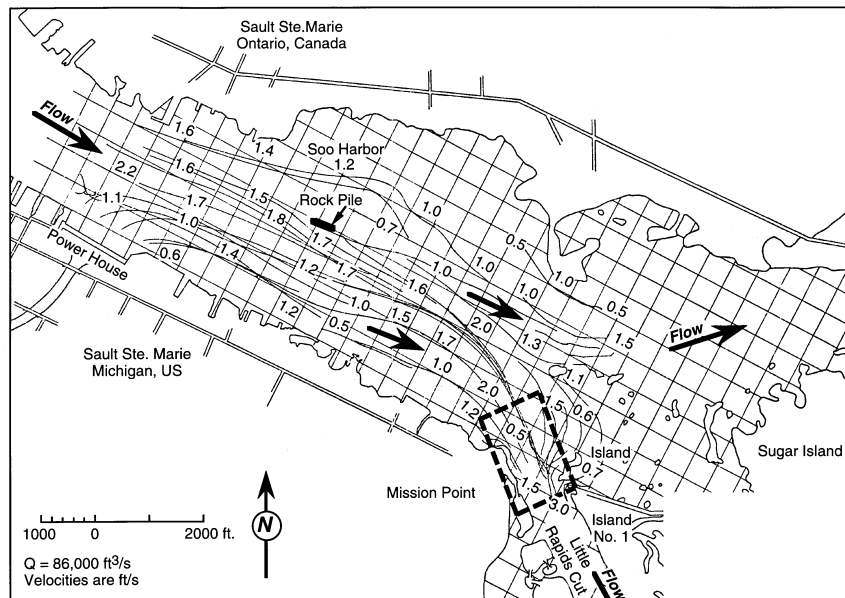 Sault Ste.Marie
Ontario, Canada
Flow
1.6
1.4
Soo Harbor
1.2
2.2
1.6
1.5
Rock Pile
1.1
1.7
1.8
1.0
0.7
1.0
0.5
Power House
0.6
1.4
1.7
1.7
1.2
1.0
1.0
1.0
1.6
1.0
0.5
1.2
0.5
1.0
1.5
2.0
1.3
1.5
Flow
Sault Ste. Marie
Michigan, US
1.7
1.0
2.0
1.1
1.2
1.5
0.6
0.5
Island
Sugar Island
0.7
Mission Point
1.5
3.0
Island
No. 1
1000 0 2000 ft.
N
Little
Rapids Cut
Flow
Q = 86,000 ft3/s
Velocities are ft/s